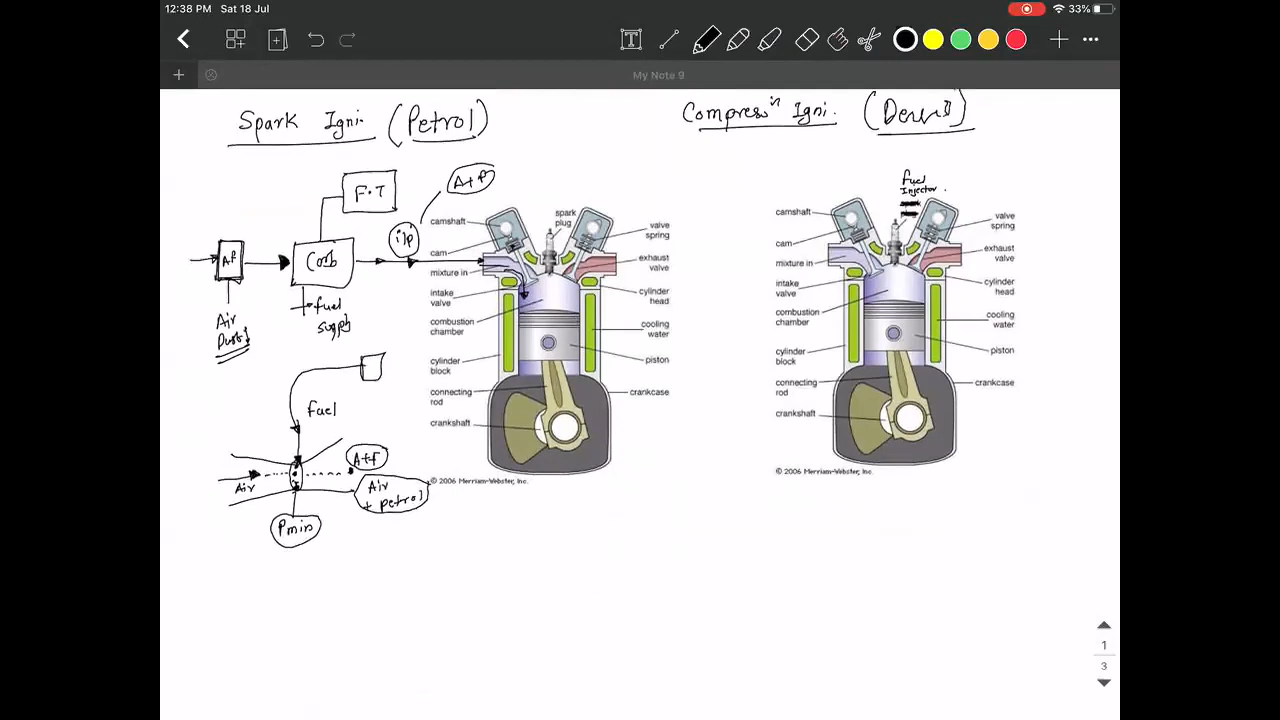 12:38 PM Sat 18 Jul
33%
My Note 9
Spark Igni. (Petrol)
Compress'n Igni.
F.T
A+P
i/p
AF
Carb
fuel
supply
Air
fuel
Air
A+F
Air
+ petrol
Pmin
camshaft
spark
plug
valve
spring
cam
mixture in
exhaust
valve
intake
valve
cylinder
head
combustion
chamber
cooling
water
cylinder
block
piston
connecting
rod
crankcase
crankshaft
© 2006 Merriam-Webster, Inc.
fuel
Injector
camshaft
valve
spring
cam
mixture in
exhaust
valve
intake
valve
cylinder
head
combustion
chamber
cooling
water
cylinder
block
piston
connecting
rod
crankcase
crankshaft
© 2006 Merriam-Webster, Inc.
1
3